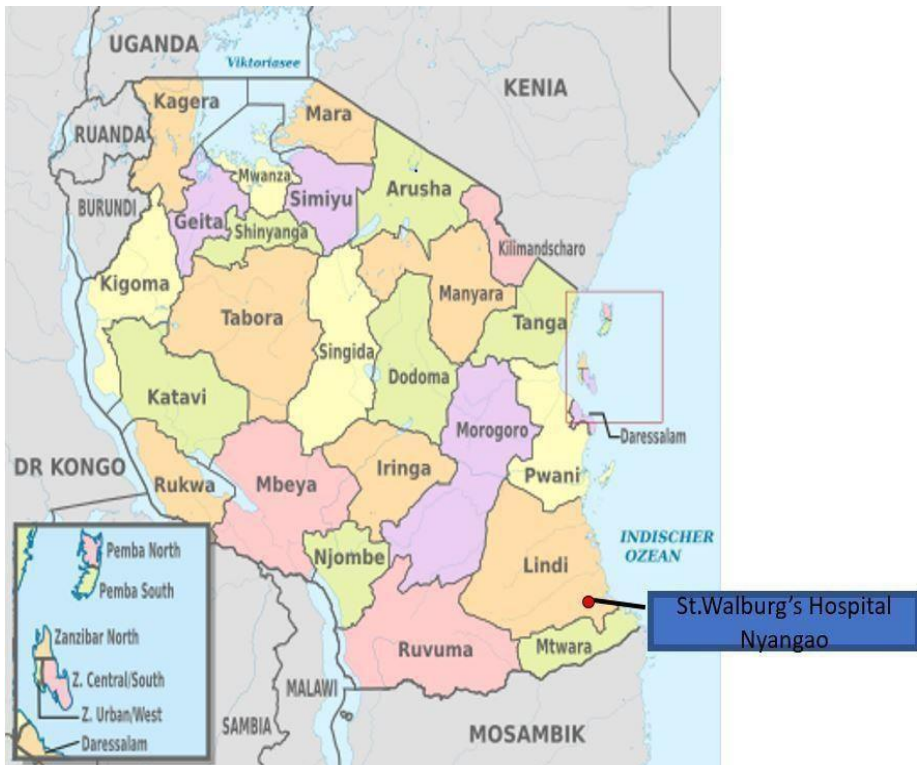 UGANDA
Viktoriasee
KENIA
Kagera
Mara
RUANDA
Mwanza
Arusha
BURUNDI
Geita
Simiyu
Shinyanga
Kilimandscharo
Kigoma
Manyara
Tabora
Tanga
Singida
Dodoma
Katavi
Morogoro
Daressalam
DR KONGO
Iringa
Rukwa
Mbeya
Pwani
INDISCHER
OZEAN
Pemba North
Njombe
Lindi
Pemba South
St.Walburg's Hospital
Nyangao
Zanzibar North
Mtwara
Ruvuma
Z. Central/South
MALAWI
Z. Urban/West
SAMBIA
MOSAMBIK
Daressalam